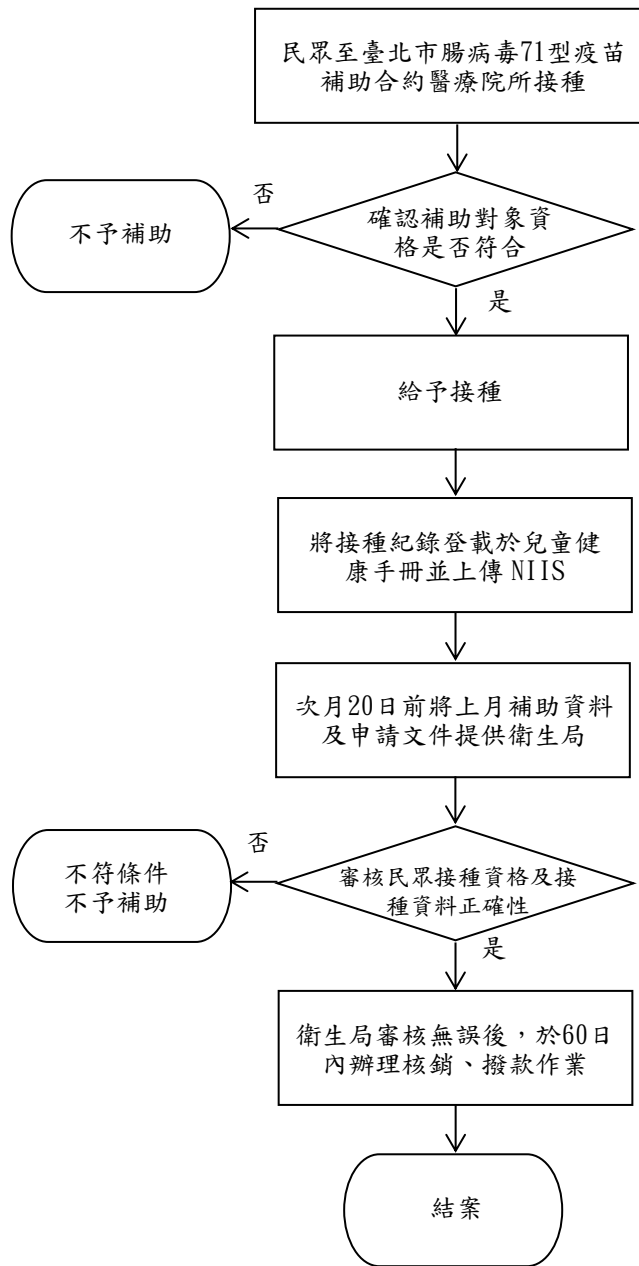 民眾至臺北市腸病毒71型疫苗
補助合約醫療院所接種
否
不予補助
確認補助對象資
格是否符合
是
給予接種
將接種紀錄登載於兒童健
康手冊並上傳 NIIS
次月20日前將上月補助資料
及申請文件提供衛生局
否
不符條件
不予補助
審核民眾接種資格及接
種資料正確性
是
衛生局審核無誤後，於60日
內辦理核銷、撥款作業
結案